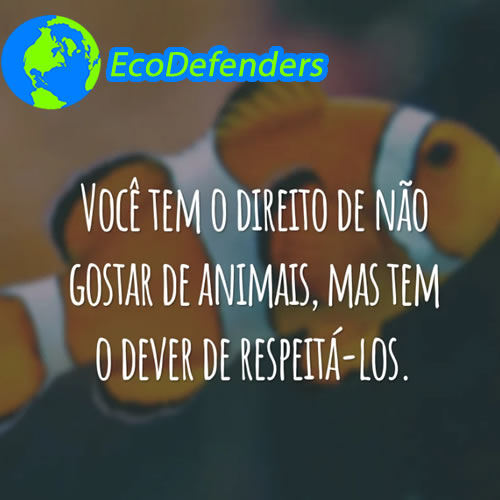 EcoDefenders
VOCÊ TEM O DIREITO DE NÃO
GOSTAR DE ANIMAIS, MAS TEM
O DEVER DE RESPEITÁ-LOS.